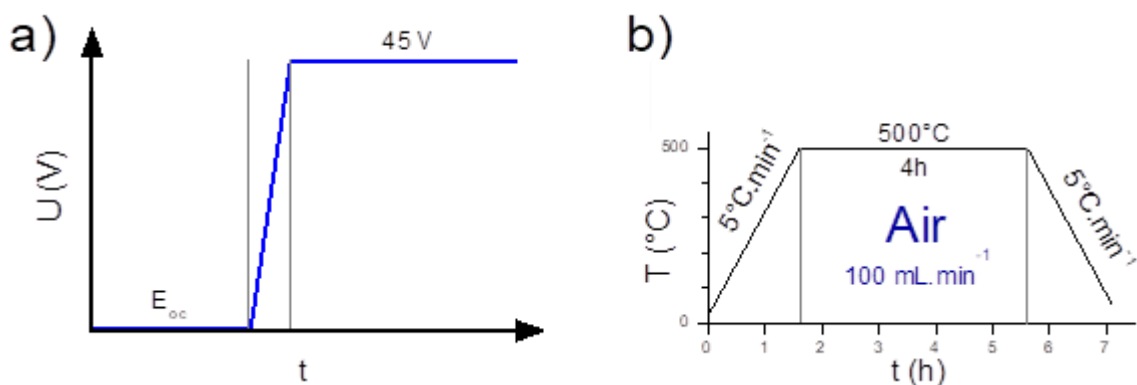 a)
45 V
U (V)
E oc
t
b)
500°C
4h
5°C.min⁻¹
5°C.min⁻¹
Air
100 mL.min⁻¹
T (°C)
500
0
0 1 2 3 4 5 6 7
t (h)